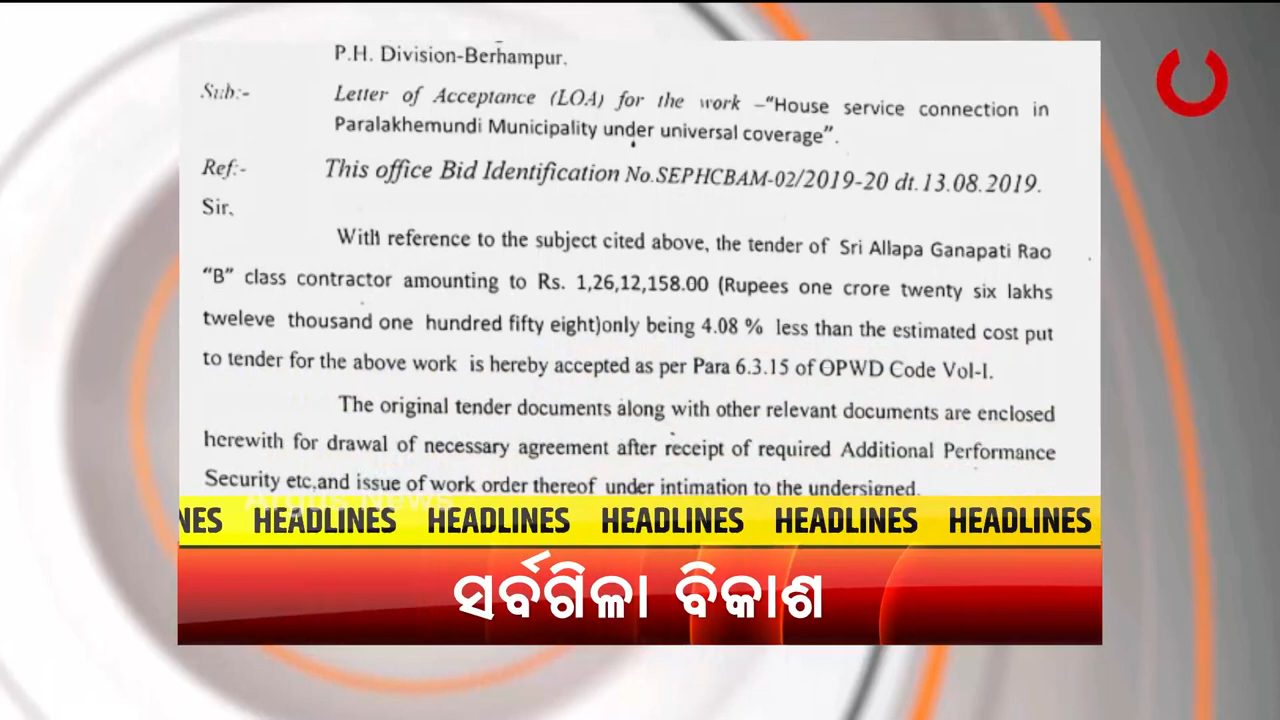 P.H. Division-Berhampur.
Sub:- Letter of Acceptance (LOA) for the work –“House service connection in
Paralakhemundi Municipality under universal coverage”.
Ref:- This office Bid Identification No.SEPHCBAM-02/2019-20 dt.13.08.2019.
Sir,
With reference to the subject cited above, the tender of Sri Allapa Ganapati Rao
“B” class contractor amounting to Rs. 1,26,12,158.00 (Rupees one crore twenty six lakhs
tweleve thousand one hundred fifty eight)only being 4.08 % less than the estimated cost put
to tender for the above work is hereby accepted as per Para 6.3.15 of OPWD Code Vol-I.
The original tender documents along with other relevant documents are enclosed
herewith for drawal of necessary agreement after receipt of required Additional Performance
Security etc,and issue of work order thereof under intimation to the undersigned.
Argus News
NES HEADLINES HEADLINES HEADLINES HEADLINES HEADLINES
ସର୍ବଗିଳା ବିକାଶ